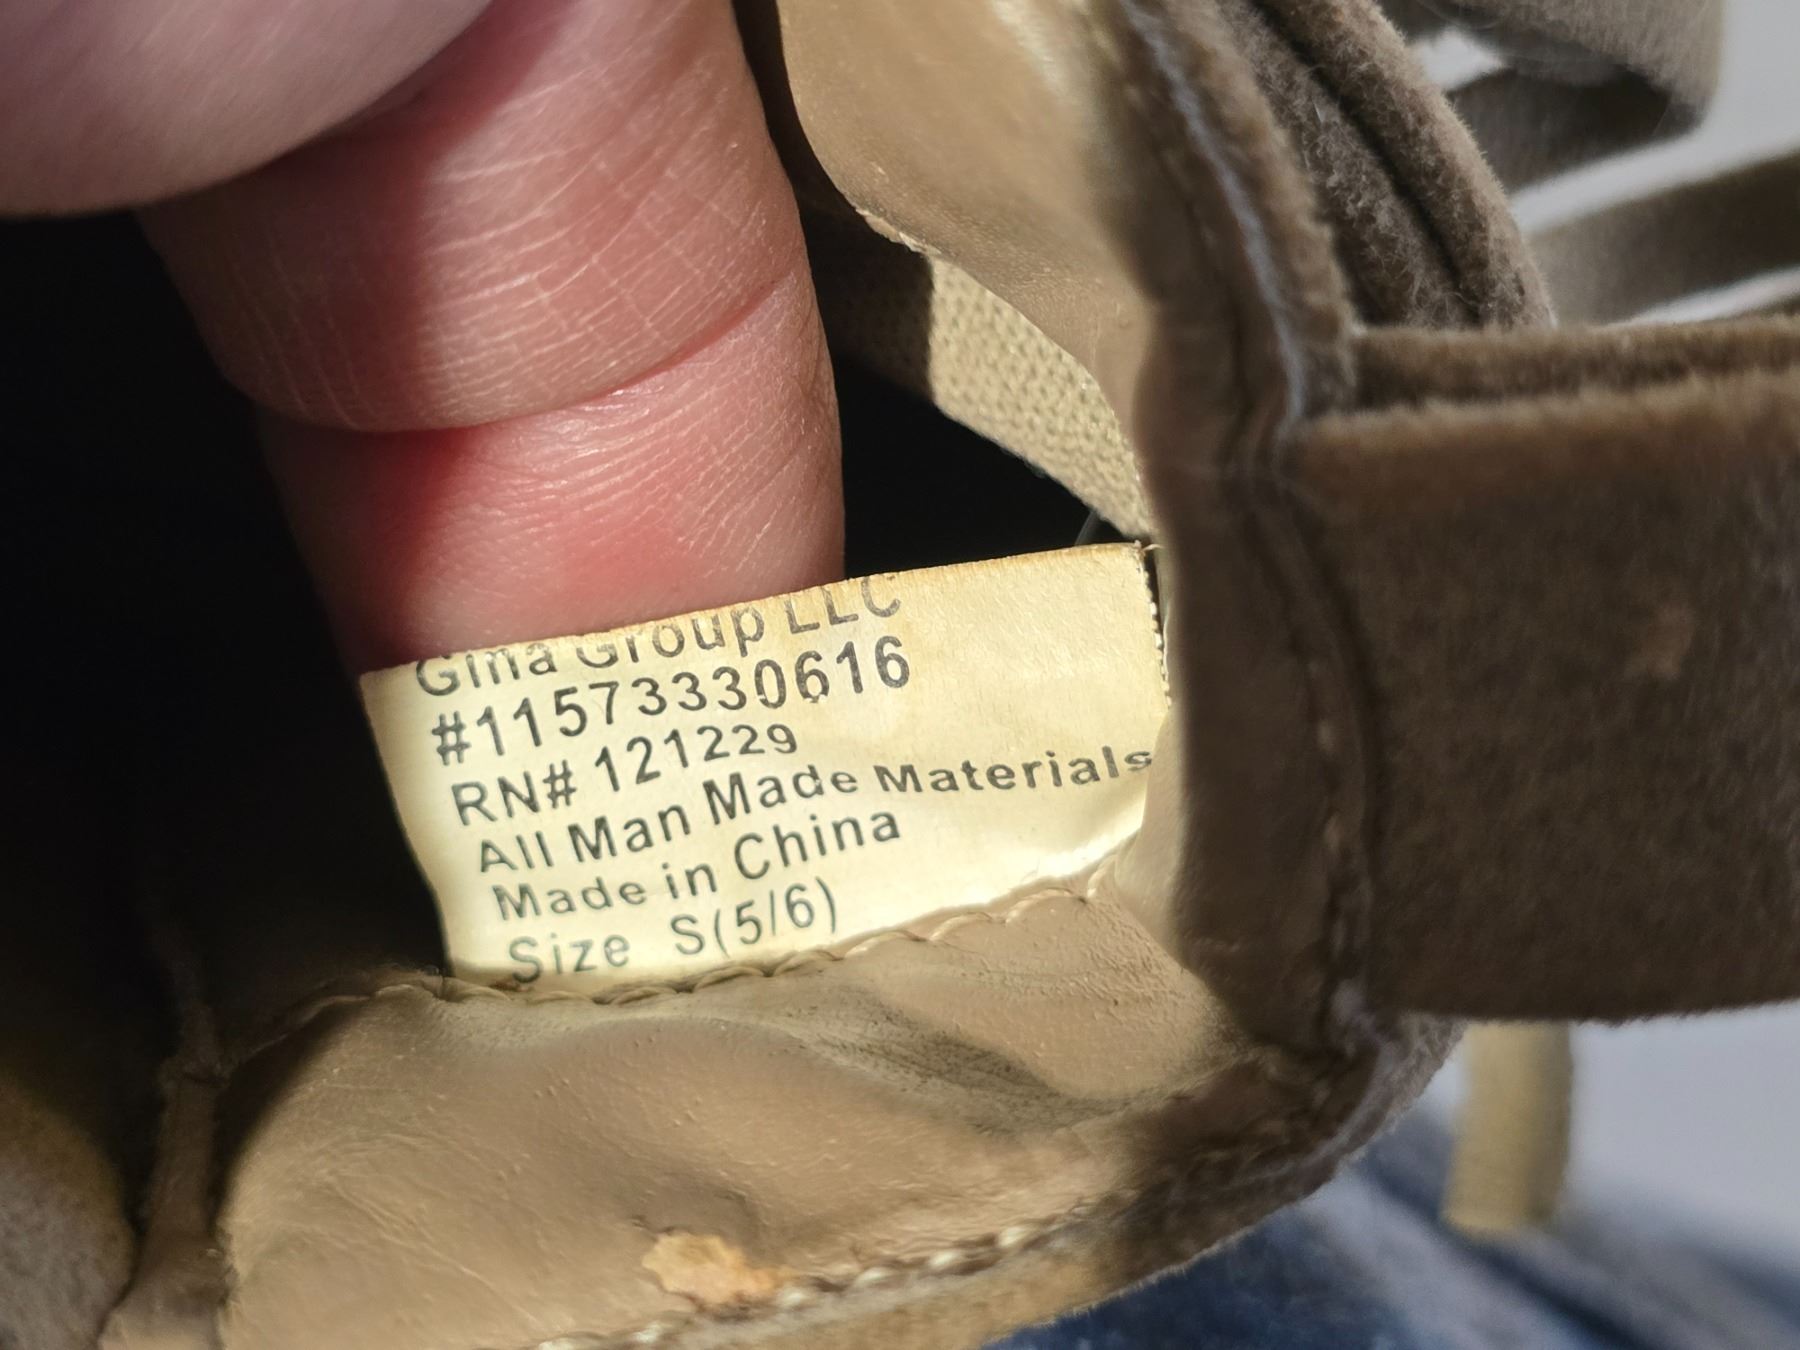 Gina Group LLC
#11573330616
RN# 121229
All Man Made Materials
Made in China
Size S(5/6)